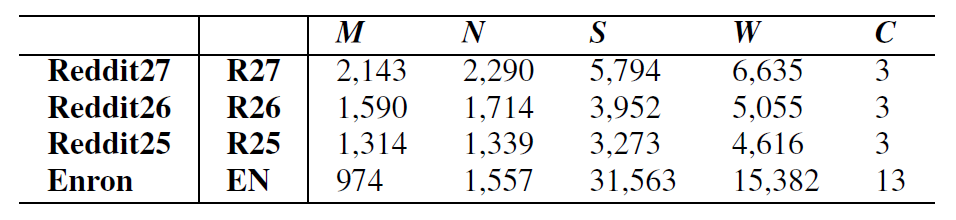 M N S W C
Reddit27 R27 2,143 2,290 5,794 6,635 3
Reddit26 R26 1,590 1,714 3,952 5,055 3
Reddit25 R25 1,314 1,339 3,273 4,616 3
Enron EN 974 1,557 31,563 15,382 13